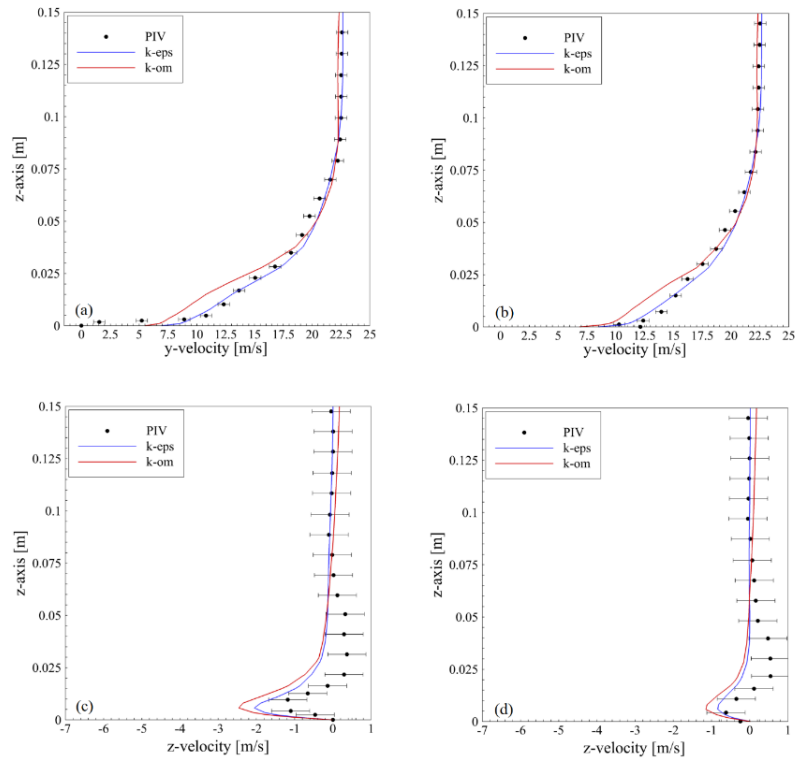 0.15
0.125
0.1
0.075
0.05
0.025
0
z-axis [m]
PIV
k-eps
k-om
(a)
0 2.5 5 7.5 10 12.5 15 17.5 20 22.5 25
y-velocity [m/s]
0.15
0.125
0.1
0.075
0.05
0.025
0
z-axis [m]
PIV
k-eps
k-om
(b)
0 2.5 5 7.5 10 12.5 15 17.5 20 22.5 25
y-velocity [m/s]
0.15
0.125
0.1
0.075
0.05
0.025
0
z-axis [m]
PIV
k-eps
k-om
(c)
-7 -6 -5 -4 -3 -2 -1 0 1
z-velocity [m/s]
0.15
0.125
0.1
0.075
0.05
0.025
0
z-axis [m]
PIV
k-eps
k-om
(d)
-7 -6 -5 -4 -3 -2 -1 0 1
z-velocity [m/s]